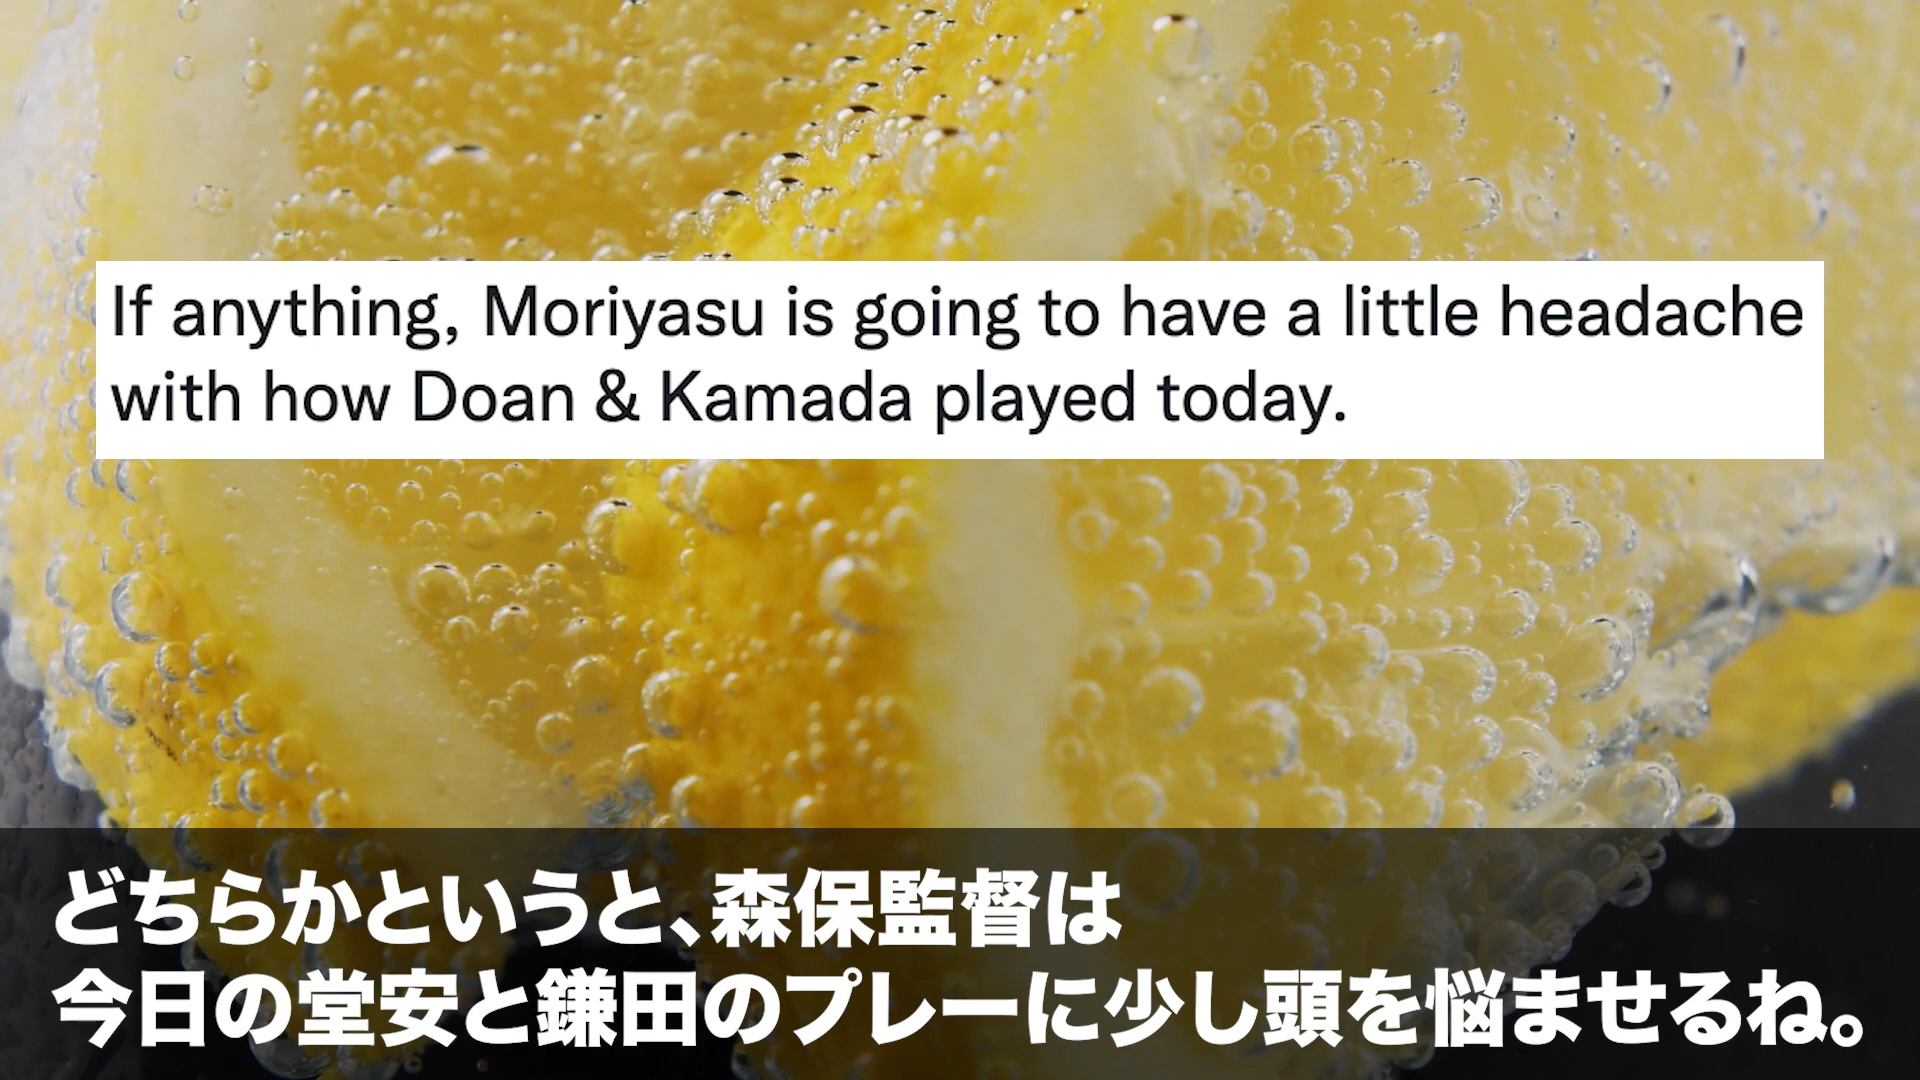 If anything, Moriyasu is going to have a little headache
with how Doan & Kamada played today.
どちらかというと、森保監督は
今日の堂安と鎌田のプレーに少し頭を悩ませるね。